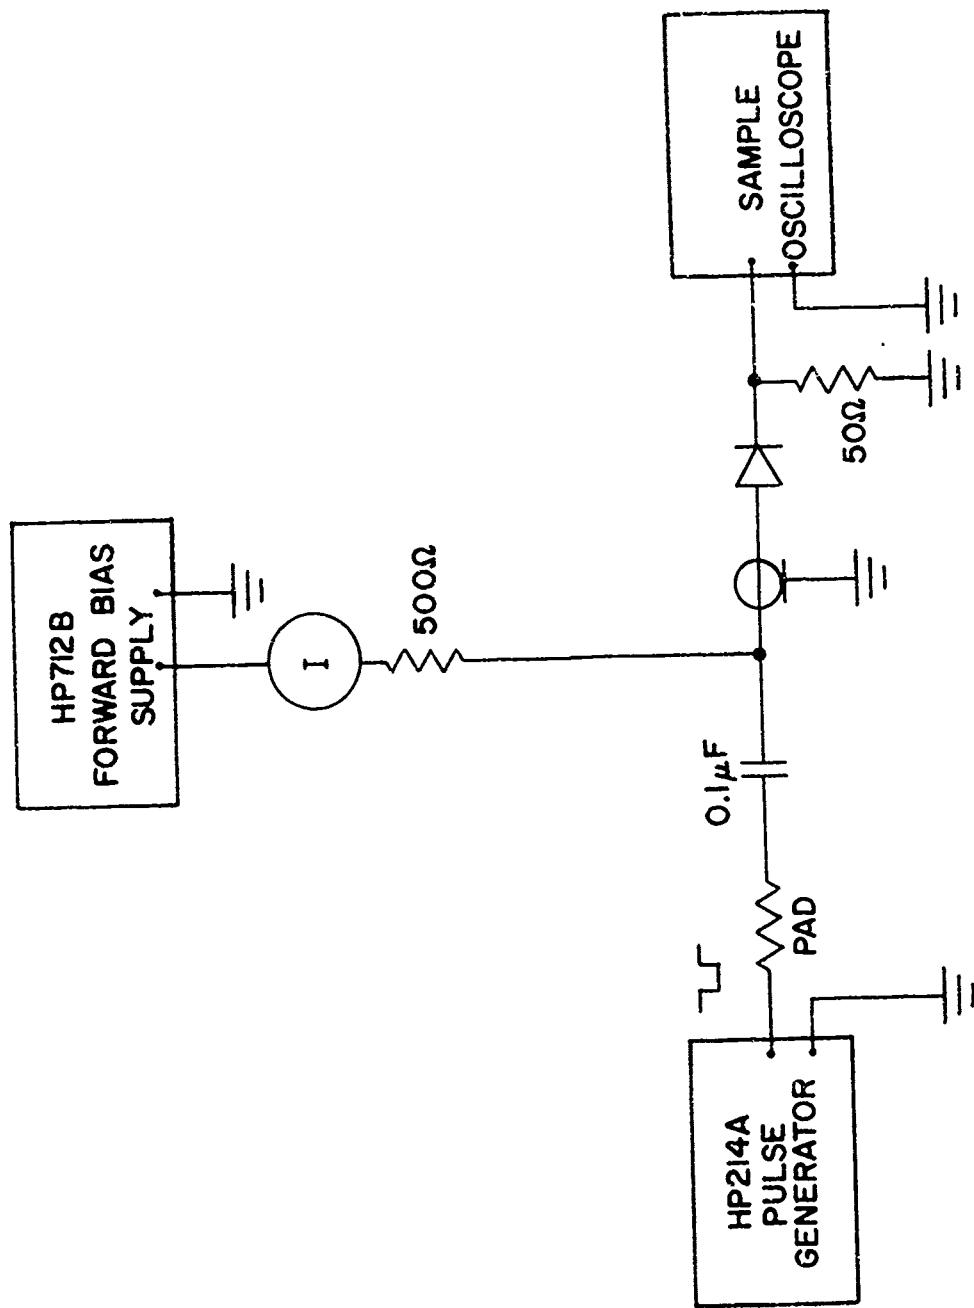 HP712B
FORWARD BIAS
SUPPLY
I
500Ω
0.1μF
PAD
HP214A
PULSE
GENERATOR
50Ω
SAMPLE
OSCILLOSCOPE